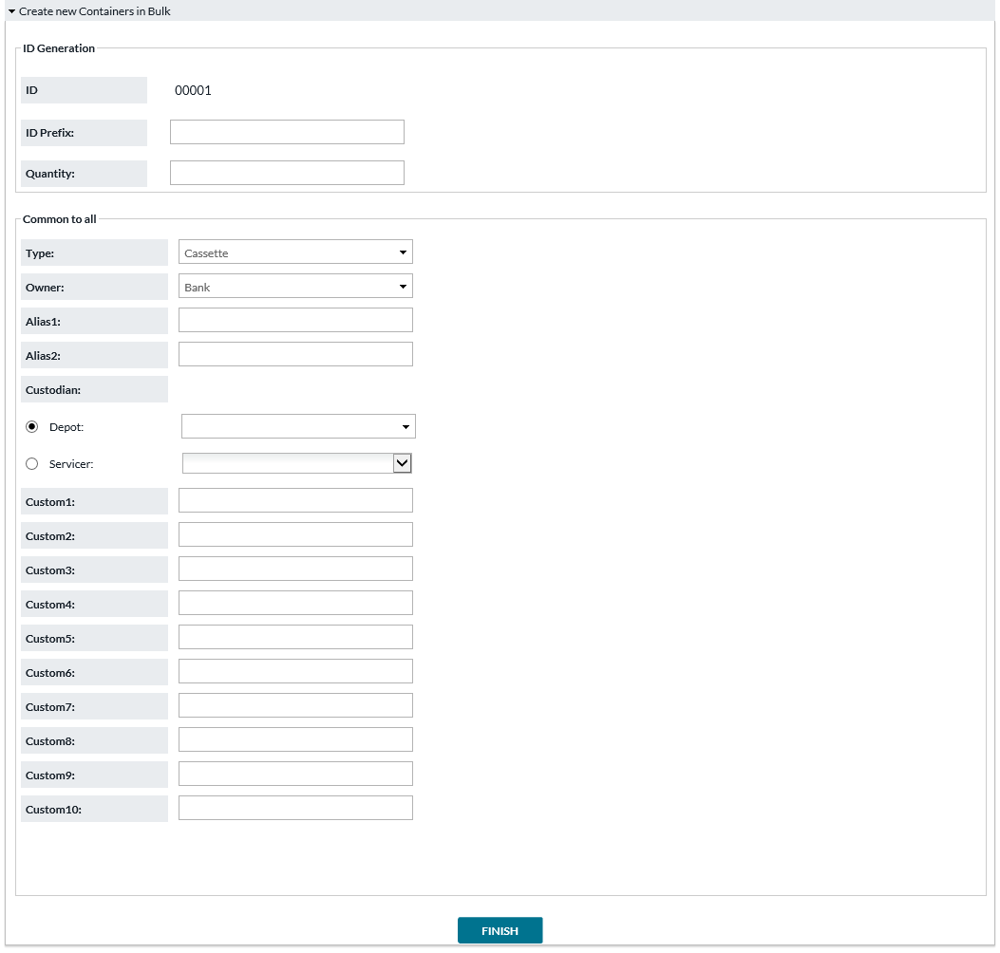 Create new Containers in Bulk
ID Generation
ID 00001
ID Prefix:
Quantity:
Common to all
Type: Cassette
Owner: Bank
Alias1:
Alias2:
Custodian:
Depot:
Servicer:
Custom1:
Custom2:
Custom3:
Custom4:
Custom5:
Custom6:
Custom7:
Custom8:
Custom9:
Custom10:
FINISH